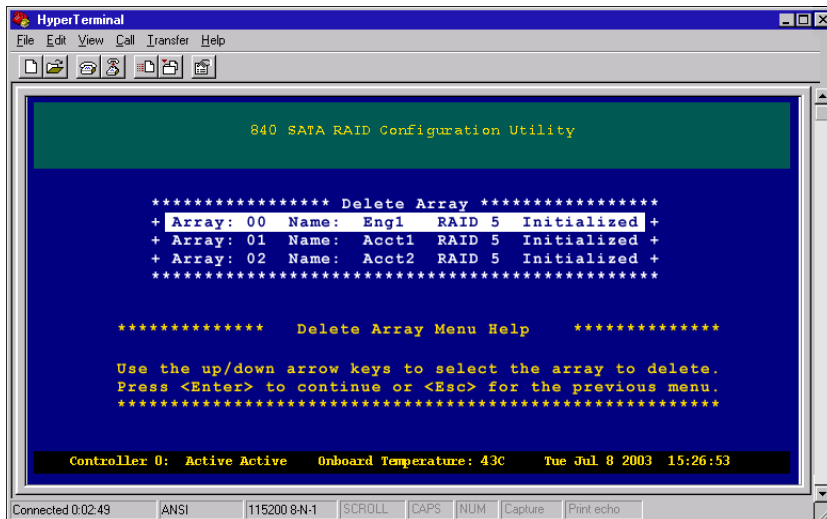 HyperTerminal
File Edit View Call Transfer Help
840 SATA RAID Configuration Utility
****************** Delete Array *****************
+ Array: 00 Name: Eng1 RAID 5 Initialized +
+ Array: 01 Name: Acct1 RAID 5 Initialized +
+ Array: 02 Name: Acct2 RAID 5 Initialized +
*************************************************
************** Delete Array Menu Help **************
Use the up/down arrow keys to select the array to delete.
Press <Enter> to continue or <Esc> for the previous menu.
*********************************************************
Controller 0: Active Active Onboard Temperature: 43C Tue Jul 8 2003 15:26:53
Connected 0:02:49 ANSI 115200 8-N-1 SCROLL CAPS NUM Capture Print echo